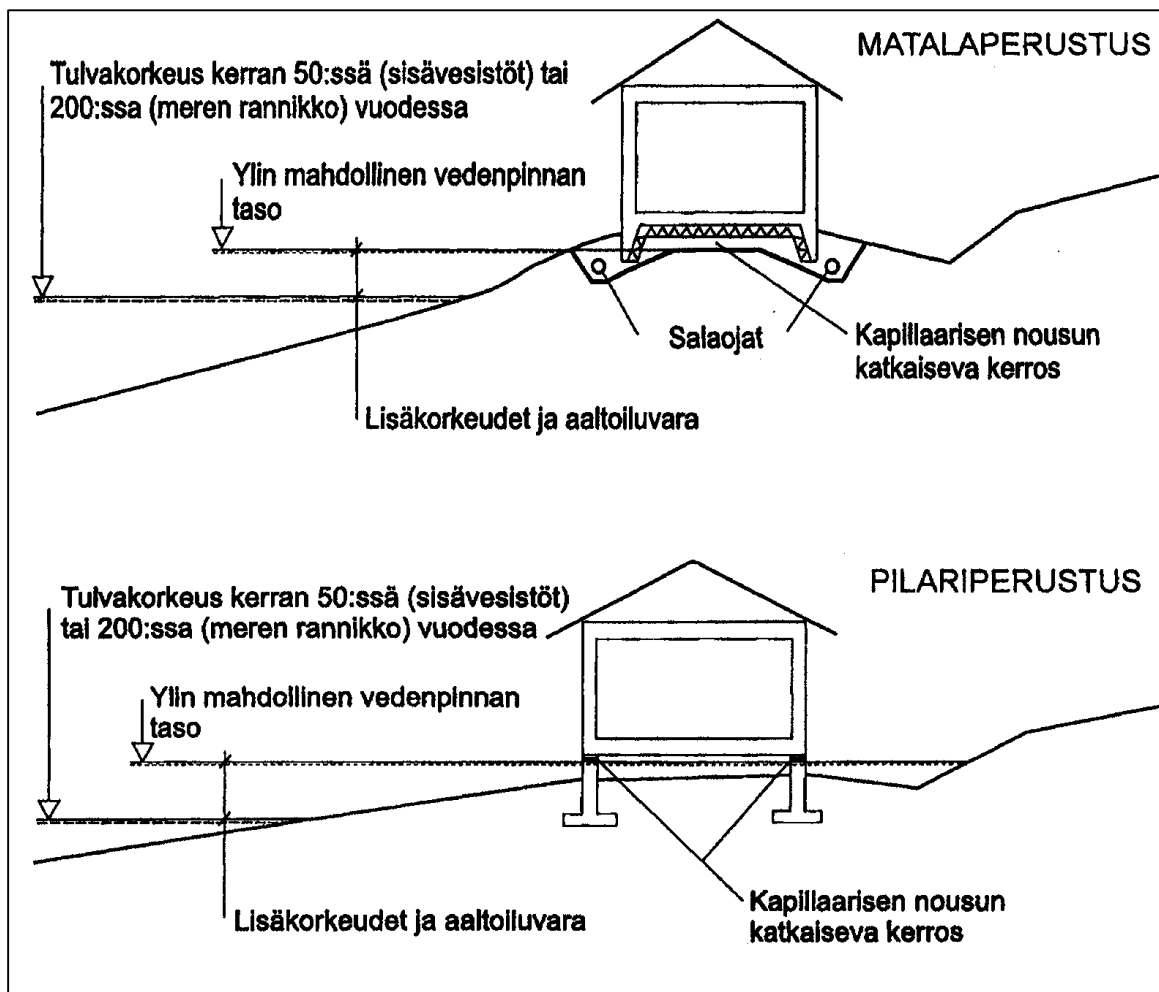 MATALAPERUSTUS
Tulvakorkeus kerran 50:ssä (sisävesistöt) tai
200:ssa (meren rannikko) vuodessa
Ylin mahdollinen vedenpinnan
taso
Salaojat
Kapillaarisen nousun
katkaiseva kerros
Lisäkorkeudet ja aaltoiluvara
PILARIPERUSTUS
Tulvakorkeus kerran 50:ssä (sisävesistöt)
tai 200:ssa (meren rannikko) vuodessa
Ylin mahdollinen vedenpinnan
taso
Kapillaarisen nousun
katkaiseva kerros
Lisäkorkeudet ja aaltoiluvara